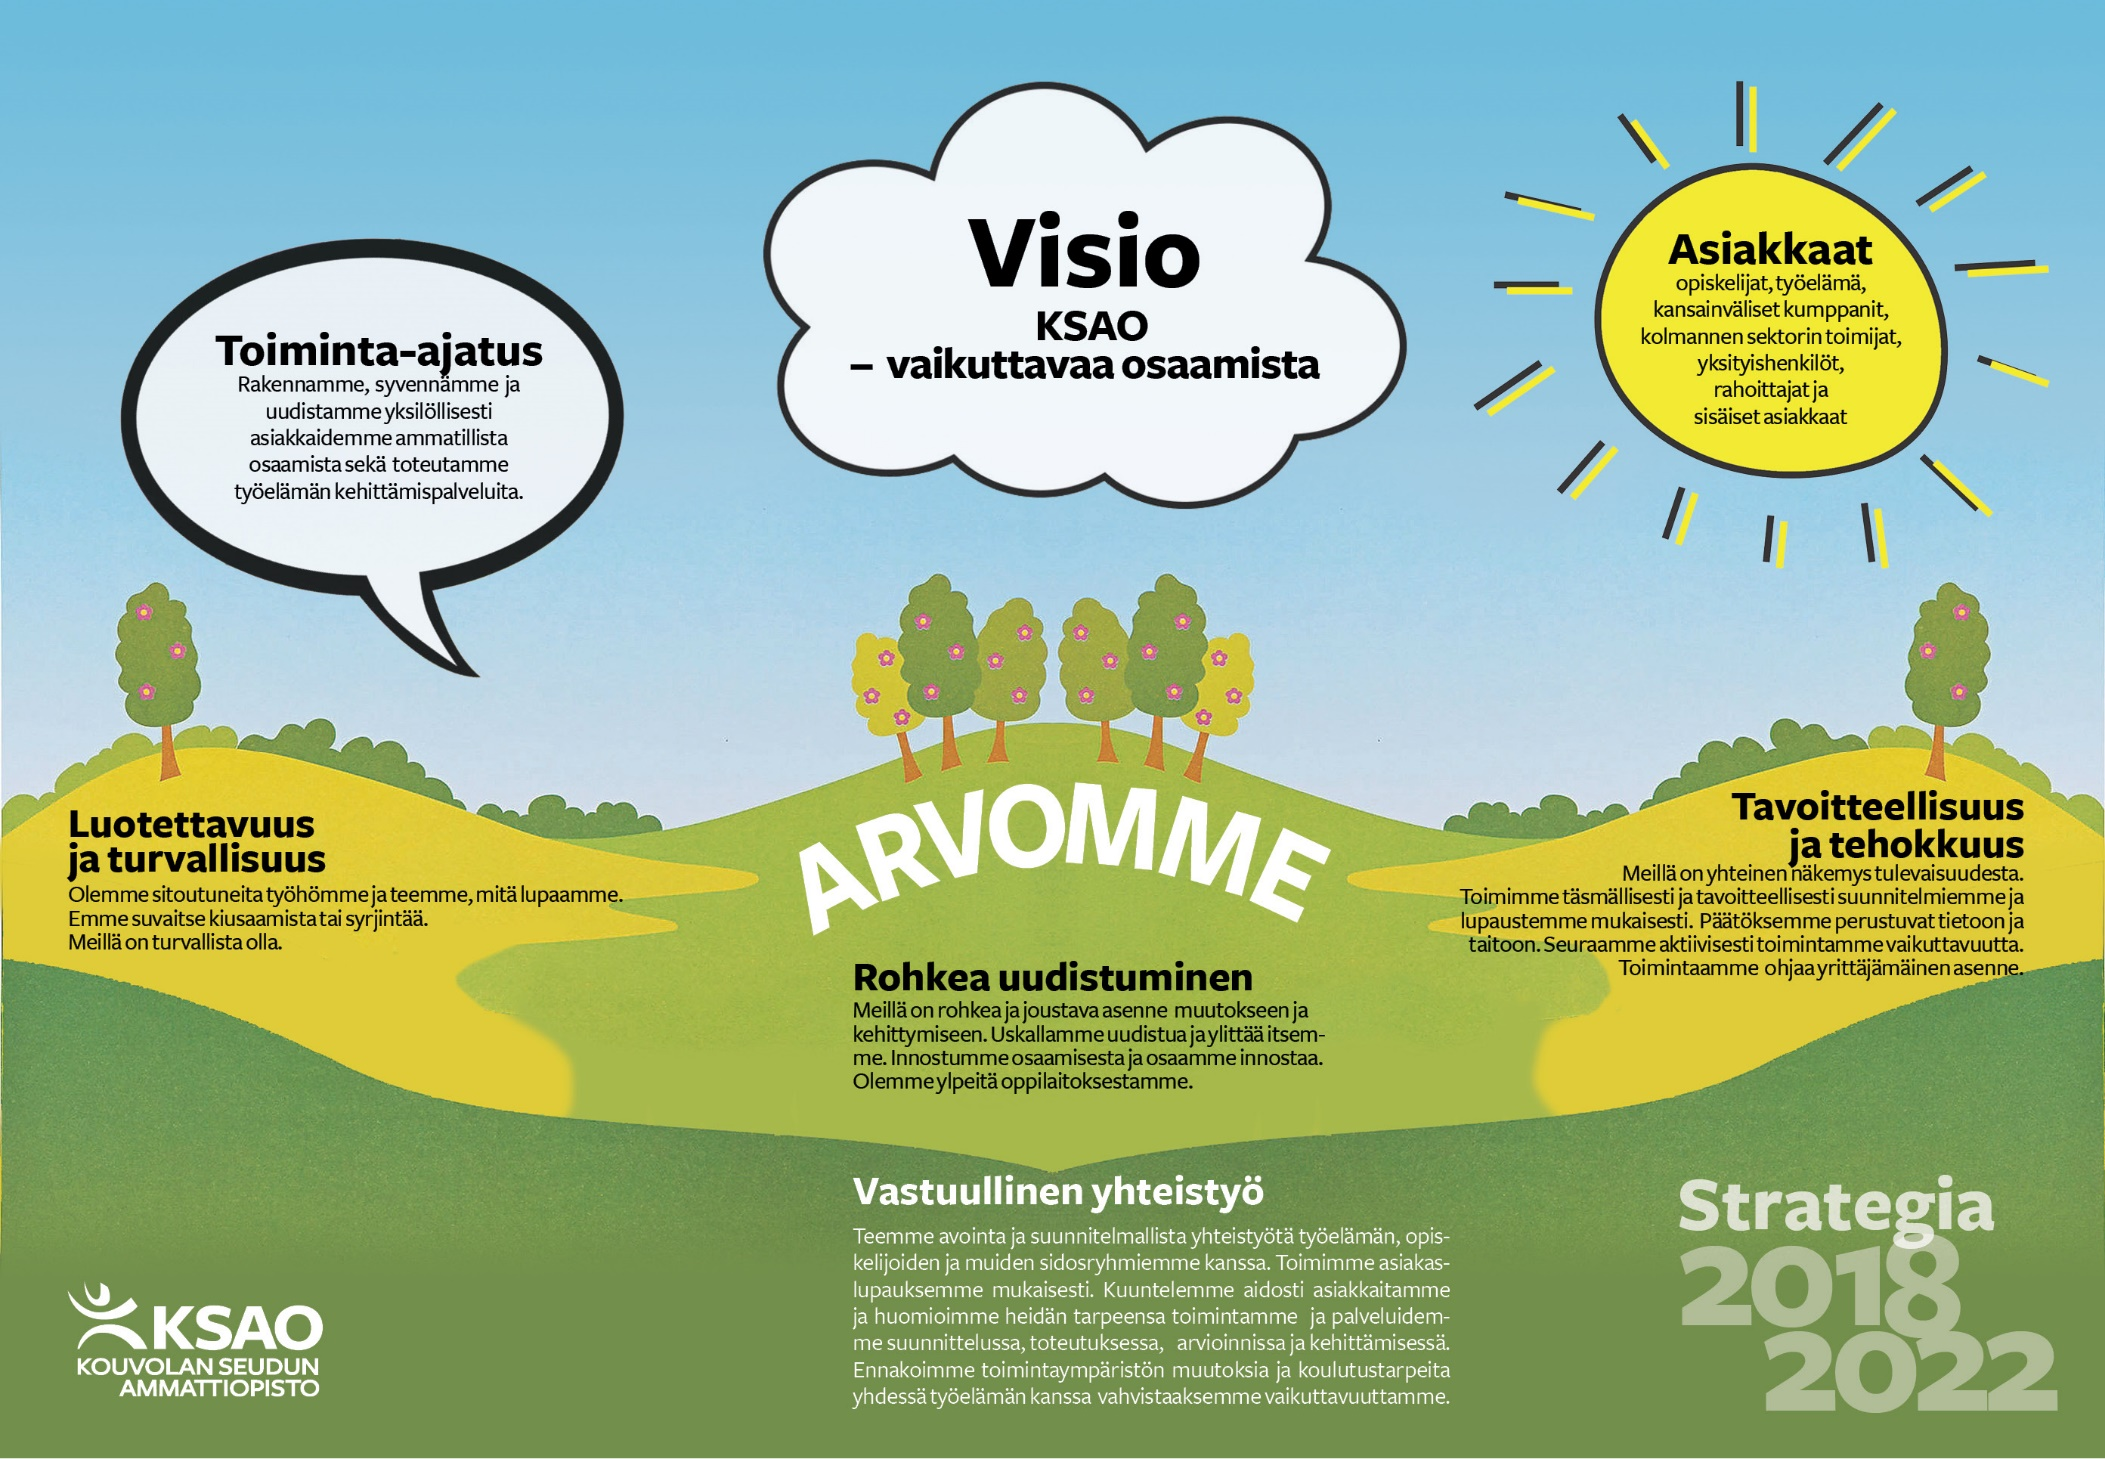 Visio
KSAO
– vaikuttavaa osaamista
Asiakkaat
opiskelijat, työelämä,
kansainväliset kumppanit,
kolmannen sektorin toimijat,
yksityishenkilöt,
rahoittajat ja
sisäiset asiakkaat
Toiminta-ajatus
Rakennamme, syvennämme ja
uudistamme yksilöllisesti
asiakkaidemme ammatillista
osaamista sekä toteutamme
työelämän kehittämispalveluita.
ARVOMME
Luotettavuus
ja turvallisuus
Olemme sitoutuneita työhömme ja teemme, mitä lupaamme.
Emme suvaitse kiusaamista tai syrjintää.
Meillä on turvallista olla.
Rohkea uudistuminen
Meillä on rohkea ja joustava asenne muutokseen ja
kehittymiseen. Uskallamme uudistua ja ylittää itsem-
me. Innostumme osaamisesta ja osaamme innostaa.
Olemme ylpeitä oppilaitoksestamme.
Tavoitteellisuus
ja tehokkuus
Meillä on yhteinen näkemys tulevaisuudesta.
Toimimme täsmällisesti ja tavoitteellisesti suunnitelmiemme ja
lupaustemme mukaisesti. Päätöksemme perustuvat tietoon ja
taitoon. Seuraamme aktiivisesti toimintamme vaikuttavuutta.
Toimintaamme ohjaa yrittäjämäinen asenne.
Vastuullinen yhteistyö
Teemme avointa ja suunnitelmallista yhteistyötä työelämän, opis-
kelijoiden ja muiden sidosryhmiemme kanssa. Toimimme asiakas-
lupauksemme mukaisesti. Kuuntelemme aidosti asiakkaitamme
ja huomioimme heidän tarpeensa toimintamme ja palveluidem-
me suunnittelussa, toteutuksessa, arvioinnissa ja kehittämisessä.
Ennakoimme toimintaympäristön muutoksia ja koulutustarpeita
yhdessä työelämän kanssa vahvistaaksemme vaikuttavuuttamme.
KSAO
KOUVOLAN SEUDUN
AMMATTIOPISTO
Strategia
2018
2022